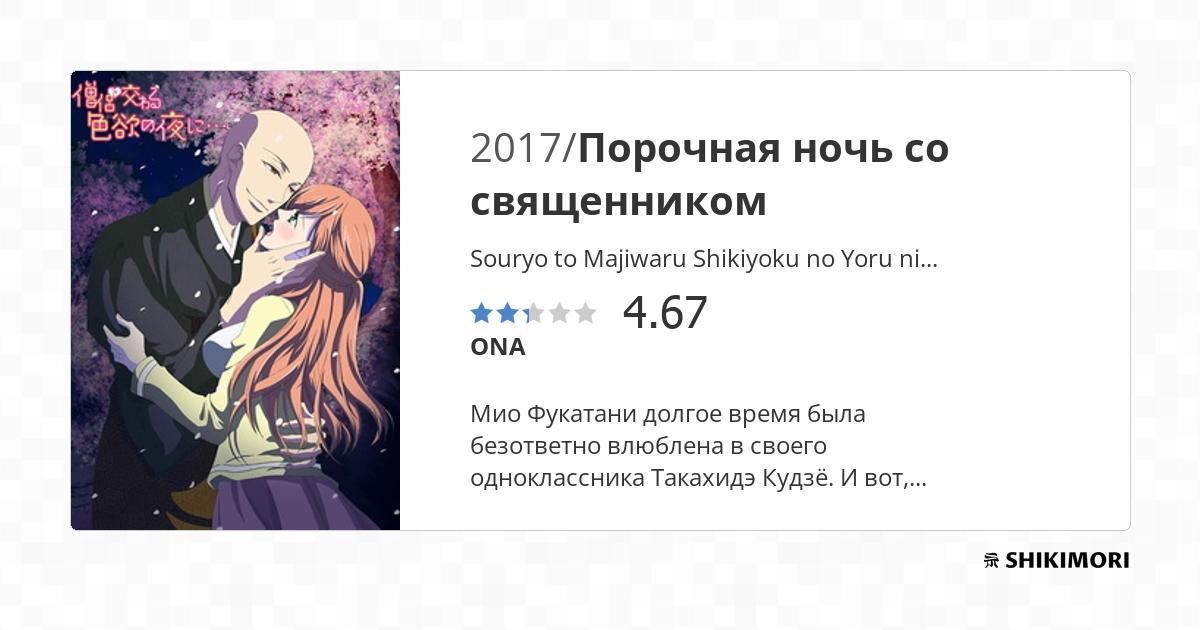 僧侶と交わる
色欲の夜に…
2017/Порочная ночь со
священником
Souryo to Majiwaru Shikiyoku no Yoru ni...
4.67
ONA
Мио Фукатани долгое время была
безответно влюблена в своего
одноклассника Такахидэ Кудзё. И вот,...
SHIKIMORI